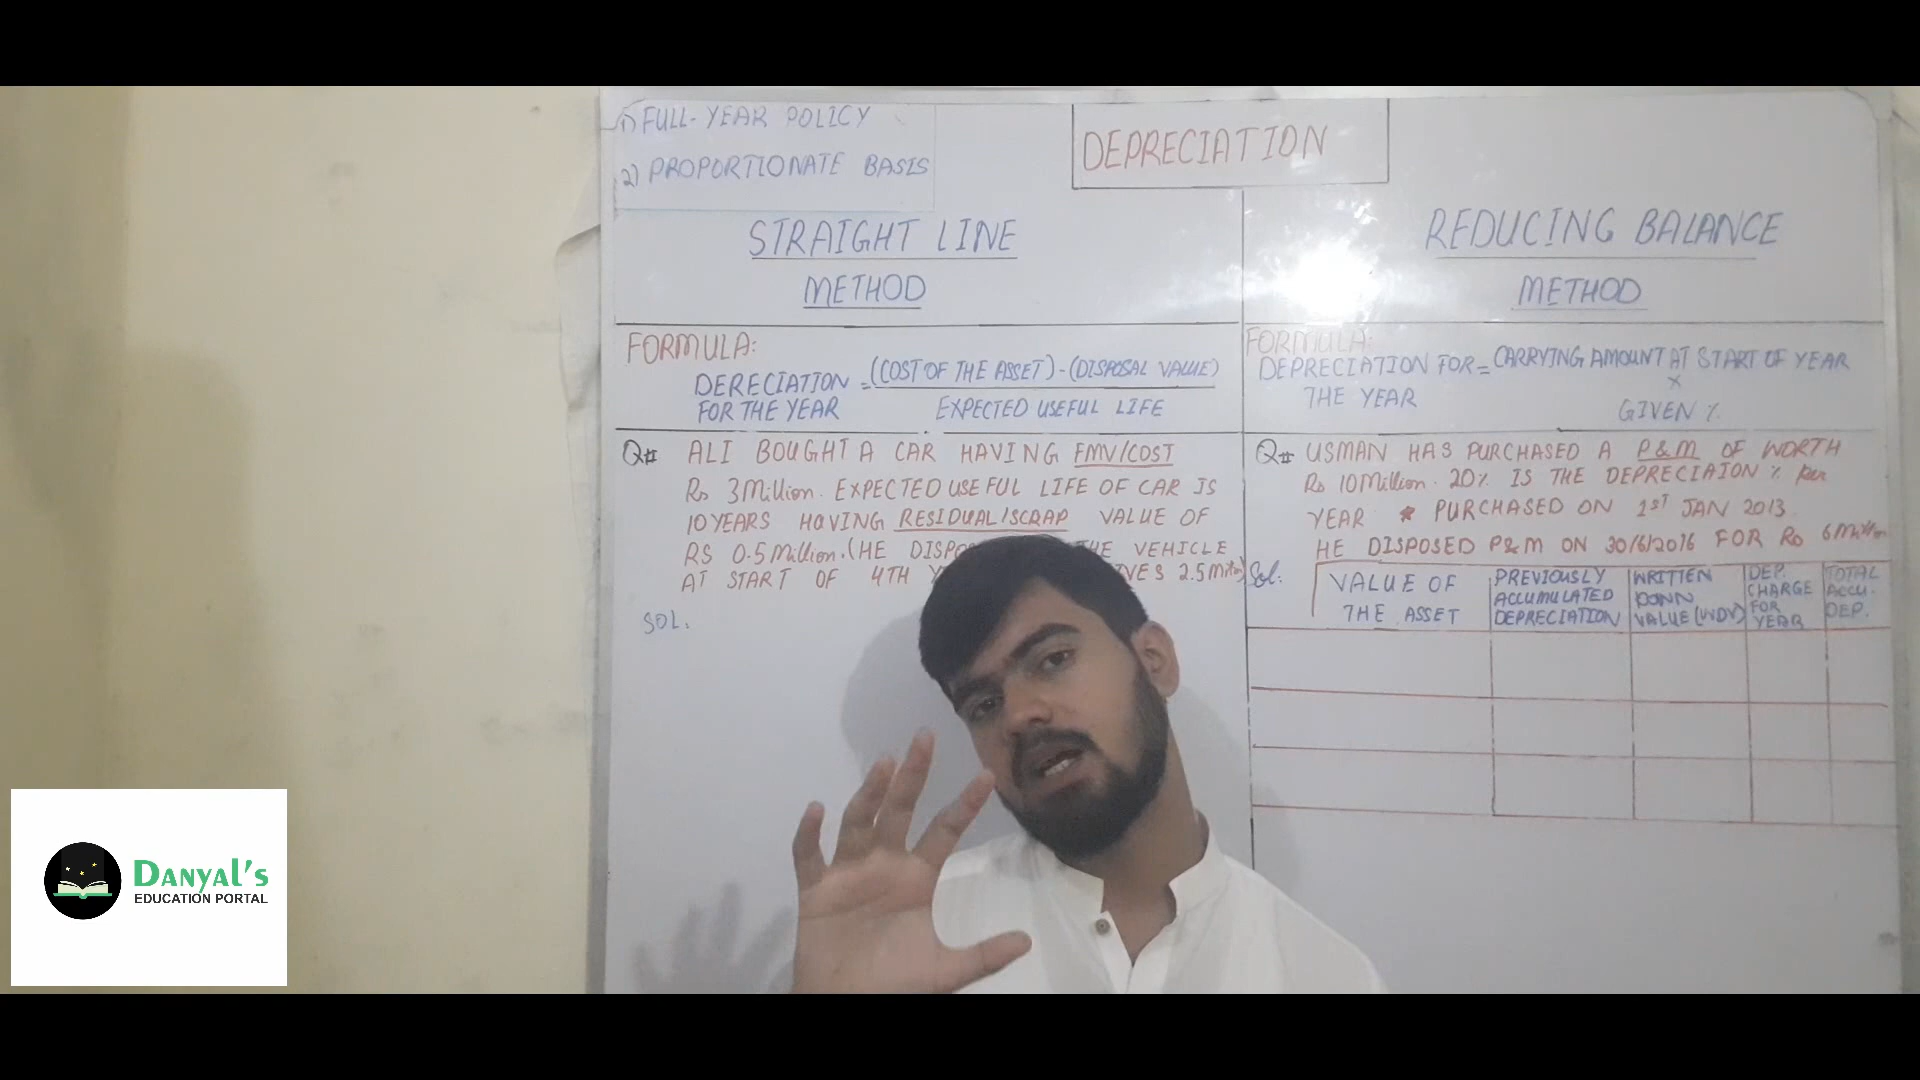 1) FULL-YEAR POLICY
2) PROPORTIONATE BASIS
DEPRECIATION
STRAIGHT LINE
METHOD
FORMULA:
DERECIATION = (COST OF THE ASSET) - (DISPOSAL VALUE)
FOR THE YEAR EXPECTED USEFUL LIFE
Q# ALI BOUGHT A CAR HAVING FMV/COST
Rs 3Million. EXPECTED USEFUL LIFE OF CAR IS
10 YEARS HAVING RESIDUAL/SCRAP VALUE OF
RS 0.5 Million. (HE THE VEHICLE
AT START OF 4TH
SOL.
REDUCING BALANCE
METHOD
FORMULA:
DEPRECIATION FOR = CARRYING AMOUNT AT START OF YEAR
THE YEAR X
GIVEN %
Q# USMAN HAS PURCHASED A P&M OF WORTH
Rs 10Million. 20% IS THE DEPRECIAION % per
YEAR * PURCHASED ON 1ST JAN 2013
HE DISPOSED P&M ON 30/6/2016 FOR Rs 6Million
Sol:
VALUE OF
THE ASSET
PREVIOUSLY
ACCUMULATED
DEPRECIATION
WRITTEN
DOWN
VALUE (WDV)
DEP.
CHARGE
FOR
YEAR
TOTAL
ACCU.
DEP.
DANYAL'S
EDUCATION PORTAL